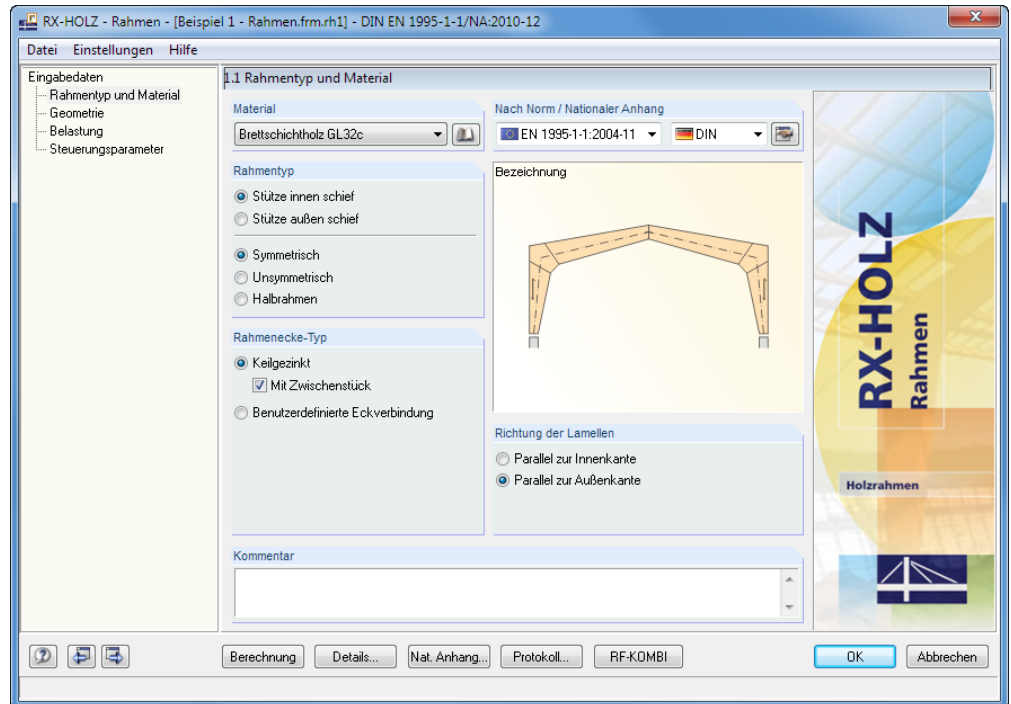 RX-HOLZ - Rahmen - [Beispiel 1 - Rahmen.frm.rh1] - DIN EN 1995-1-1/NA:2010-12
Datei Einstellungen Hilfe
Eingabedaten
Rahmentyp und Material
Geometrie
Belastung
Steuerungsparameter
1.1 Rahmentyp und Material
Material
Brettschichtholz GL32c
Nach Norm / Nationaler Anhang
EN 1995-1-1:2004-11
DIN
Rahmentyp
Stütze innen schief
Stütze außen schief
Symmetrisch
Unsymmetrisch
Halbrahmen
Bezeichnung
Rahmenecke-Typ
Keilgezinkt
Mit Zwischenstück
Benutzerdefinierte Eckverbindung
Richtung der Lamellen
Parallel zur Innenkante
Parallel zur Außenkante
Kommentar
RX-HOLZ
Rahmen
Holzrahmen
Berechnung
Details...
Nat. Anhang...
Protokoll...
RF-KOMBI
OK
Abbrechen